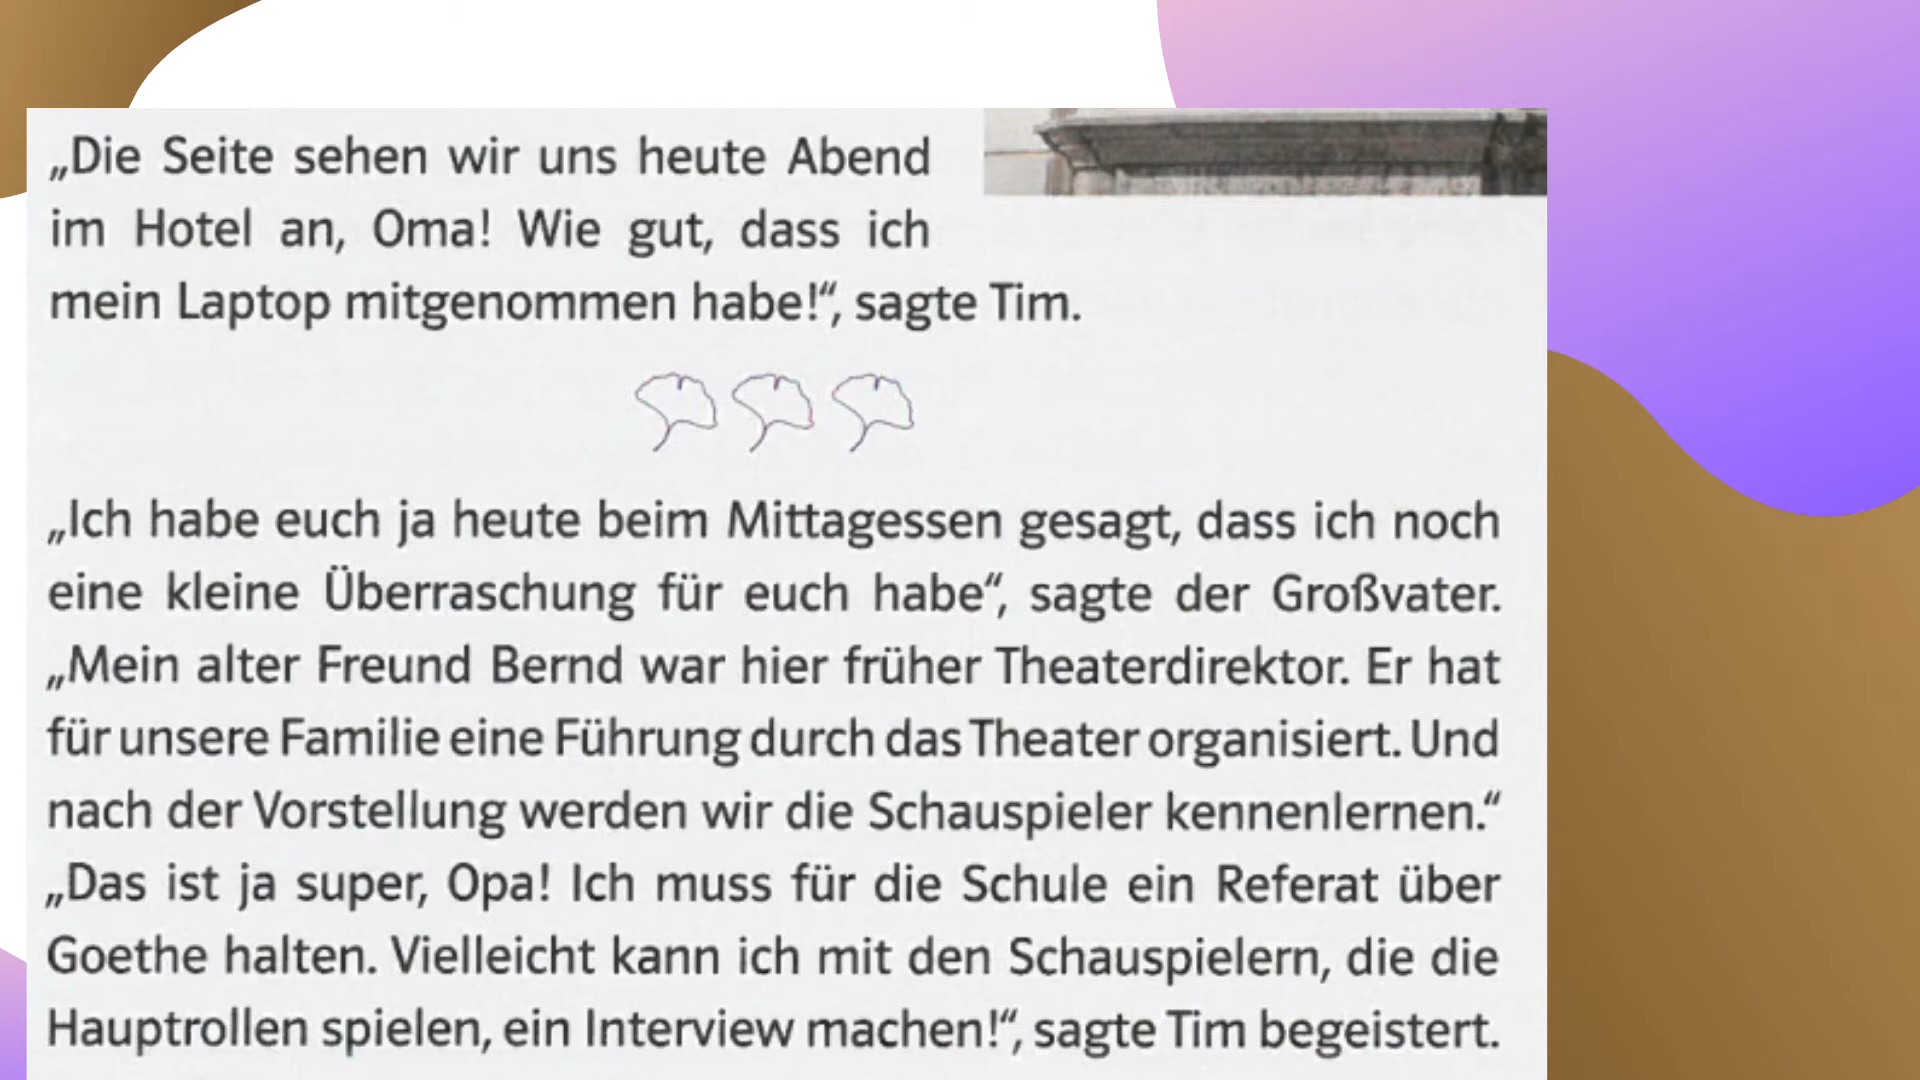 „Die Seite sehen wir uns heute Abend
im Hotel an, Oma! Wie gut, dass ich
mein Laptop mitgenommen habe!“, sagte Tim.
„Ich habe euch ja heute beim Mittagessen gesagt, dass ich noch
eine kleine Überraschung für euch habe“, sagte der Großvater.
„Mein alter Freund Bernd war hier früher Theaterdirektor. Er hat
für unsere Familie eine Führung durch das Theater organisiert. Und
nach der Vorstellung werden wir die Schauspieler kennenlernen.“
„Das ist ja super, Opa! Ich muss für die Schule ein Referat über
Goethe halten. Vielleicht kann ich mit den Schauspielern, die die
Hauptrollen spielen, ein Interview machen!“, sagte Tim begeistert.